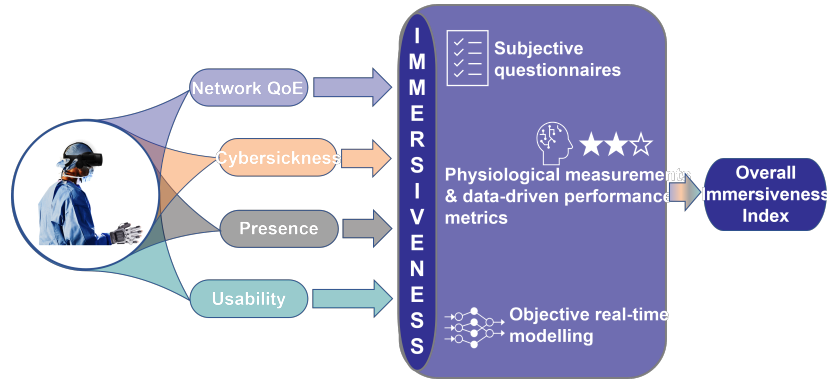 Network QoE
Cybersickness
Presence
Usability
IMMERSIVENESS
Subjective
questionnaires
Physiological measurements
& data-driven performance
metrics
Objective real-time
modelling
Overall
Immersiveness
Index